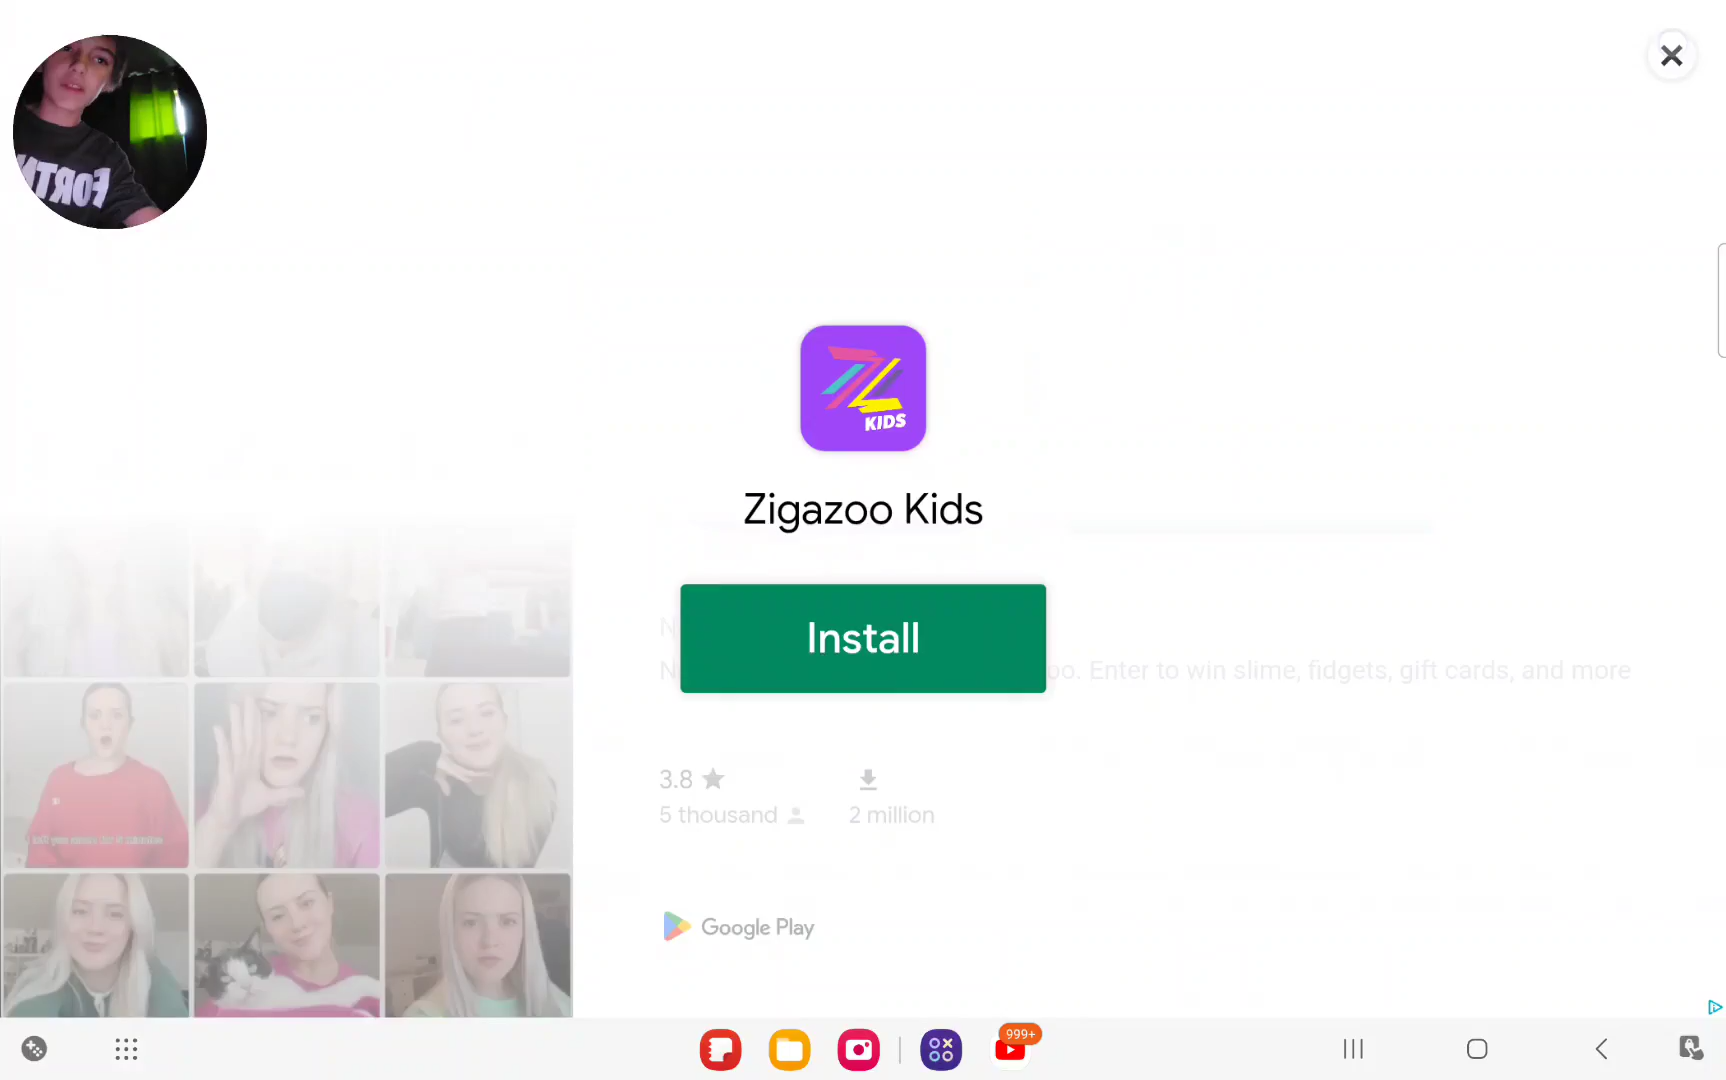 FORTN
KIDS
Zigazoo Kids
Install
oo. Enter to win slime, fidgets, gift cards, and more
3.8
5 thousand
2 million
Google Play
999+